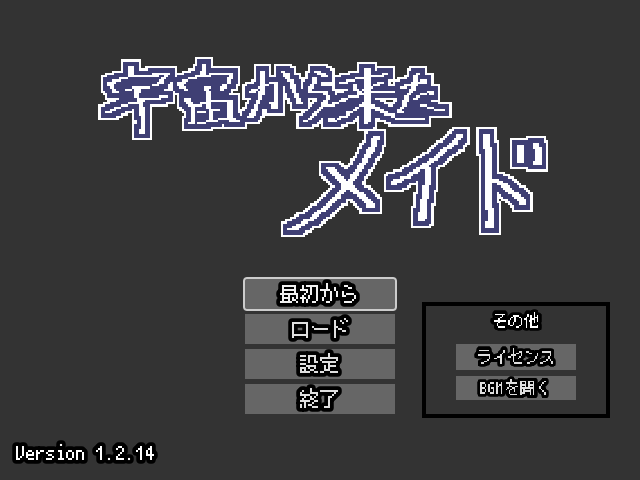 宇宙から来た
メイド
最初から
ロード
設定
終了
その他
ライセンス
BGMを聞く
Version 1.2.14